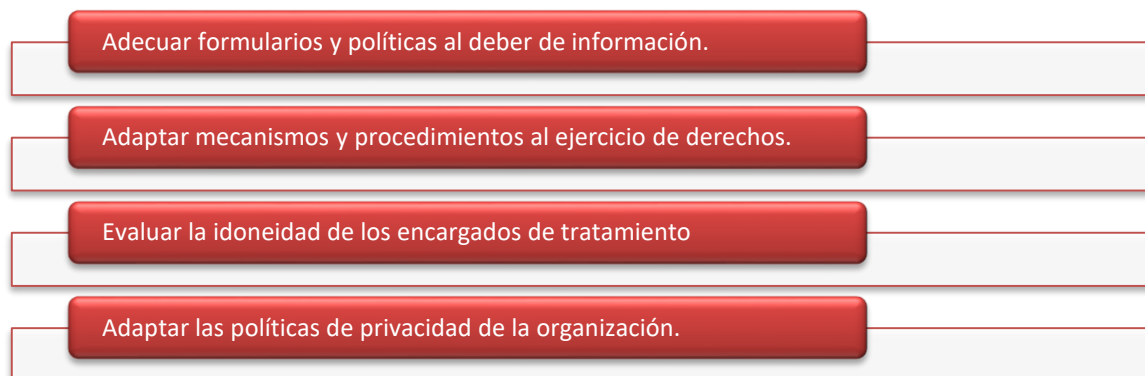 Adecuar formularios y políticas al deber de información.
Adaptar mecanismos y procedimientos al ejercicio de derechos.
Evaluar la idoneidad de los encargados de tratamiento
Adaptar las políticas de privacidad de la organización.